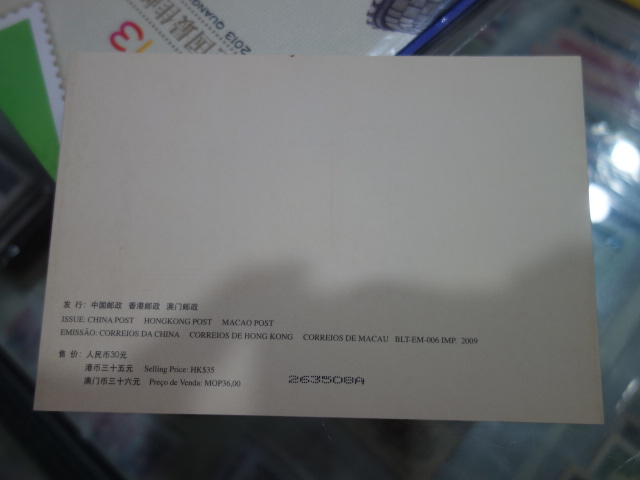 2013 GUANG
发 行: 中国邮政 香港邮政 澳门邮政
ISSUE: CHINA POST HONGKONG POST MACAO POST
EMISSÃO: CORREIOS DA CHINA CORREIOS DE HONG KONG CORREIOS DE MACAU BLT-EM-006 IMP. 2009
售 价: 人民币30元
港币三十五元 Selling Price: HK$35
澳门币三十六元 Preço de Venda: MOP36,00
263508A